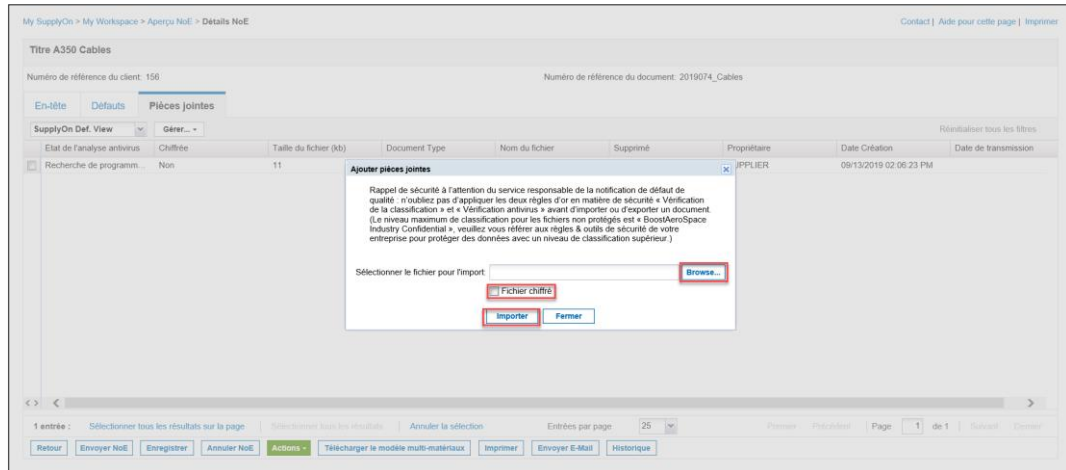 My SupplyOn > My Workspace > Aperçu NoE > Détails NoE
Contact | Aide pour cette page | Imprimer
Titre A350 Cables
Numéro de référence du client: 156
Numéro de référence du document: 2019074_Cables
En-tête Défauts Pièces jointes
SupplyOn Def. View Gérer... Réinitialiser tous les filtres
Etat de l'analyse antivirus Chiffrée Taille du fichier (kb) Document Type Nom du fichier Supprimé Propriétaire Date Création Date de transmission
Recherche de programm... Non 11 UPPLIER 09/13/2019 02:06:23 PM
Ajouter pièces jointes
Rappel de sécurité à l'attention du service responsable de la notification de défaut de
qualité : n'oubliez pas d'appliquer les deux règles d'or en matière de sécurité « Vérification
de la classification » et « Vérification antivirus » avant d'importer ou d'exporter un document.
(Le niveau maximum de classification pour les fichiers non protégés est « BoostAeroSpace
Industry Confidential », veuillez vous référer aux règles & outils de sécurité de votre
entreprise pour protéger des données avec un niveau de classification supérieur.)
Sélectionner le fichier pour l'import: Browse...
Fichier chiffré
Importer Fermer
1 entrée : Sélectionner tous les résultats sur la page | Sélectionner tous les résultats | Annuler la sélection Entrées par page 25 Premier Précédent | Page 1 de 1 | Suivant Dernier
Retour Envoyer NoE Enregistrer Annuler NoE Actions Télécharger le modèle multi-matériaux Imprimer Envoyer E-Mail Historique